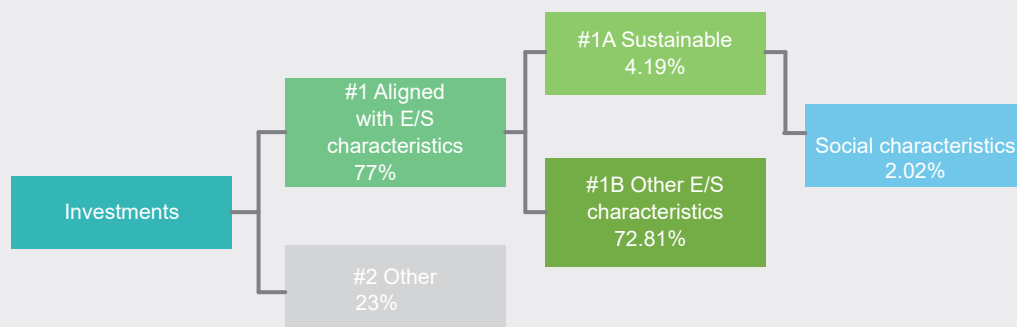 #1A Sustainable
4.19%
#1 Aligned
with E/S
characteristics
77%
Social characteristics
2.02%
#1B Other E/S
characteristics
72.81%
Investments
#2 Other
23%